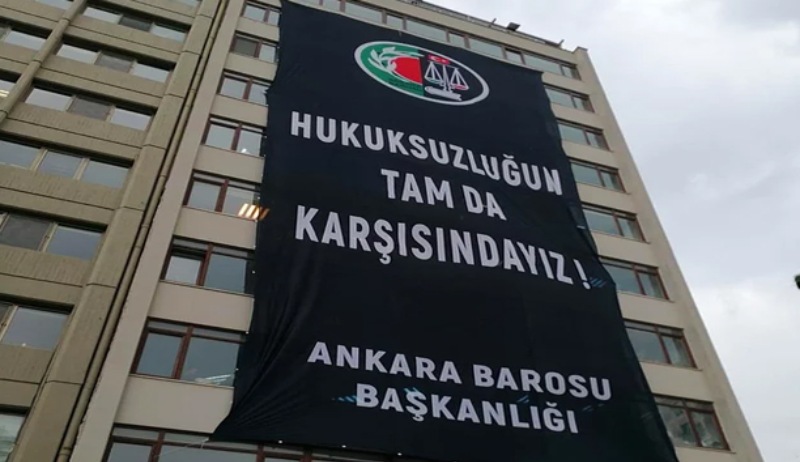 HUKUKSUZLUĞUN
TAM DA
KARŞISINDAYIZ!
ANKARA BAROSU
BAŞKANLIĞI